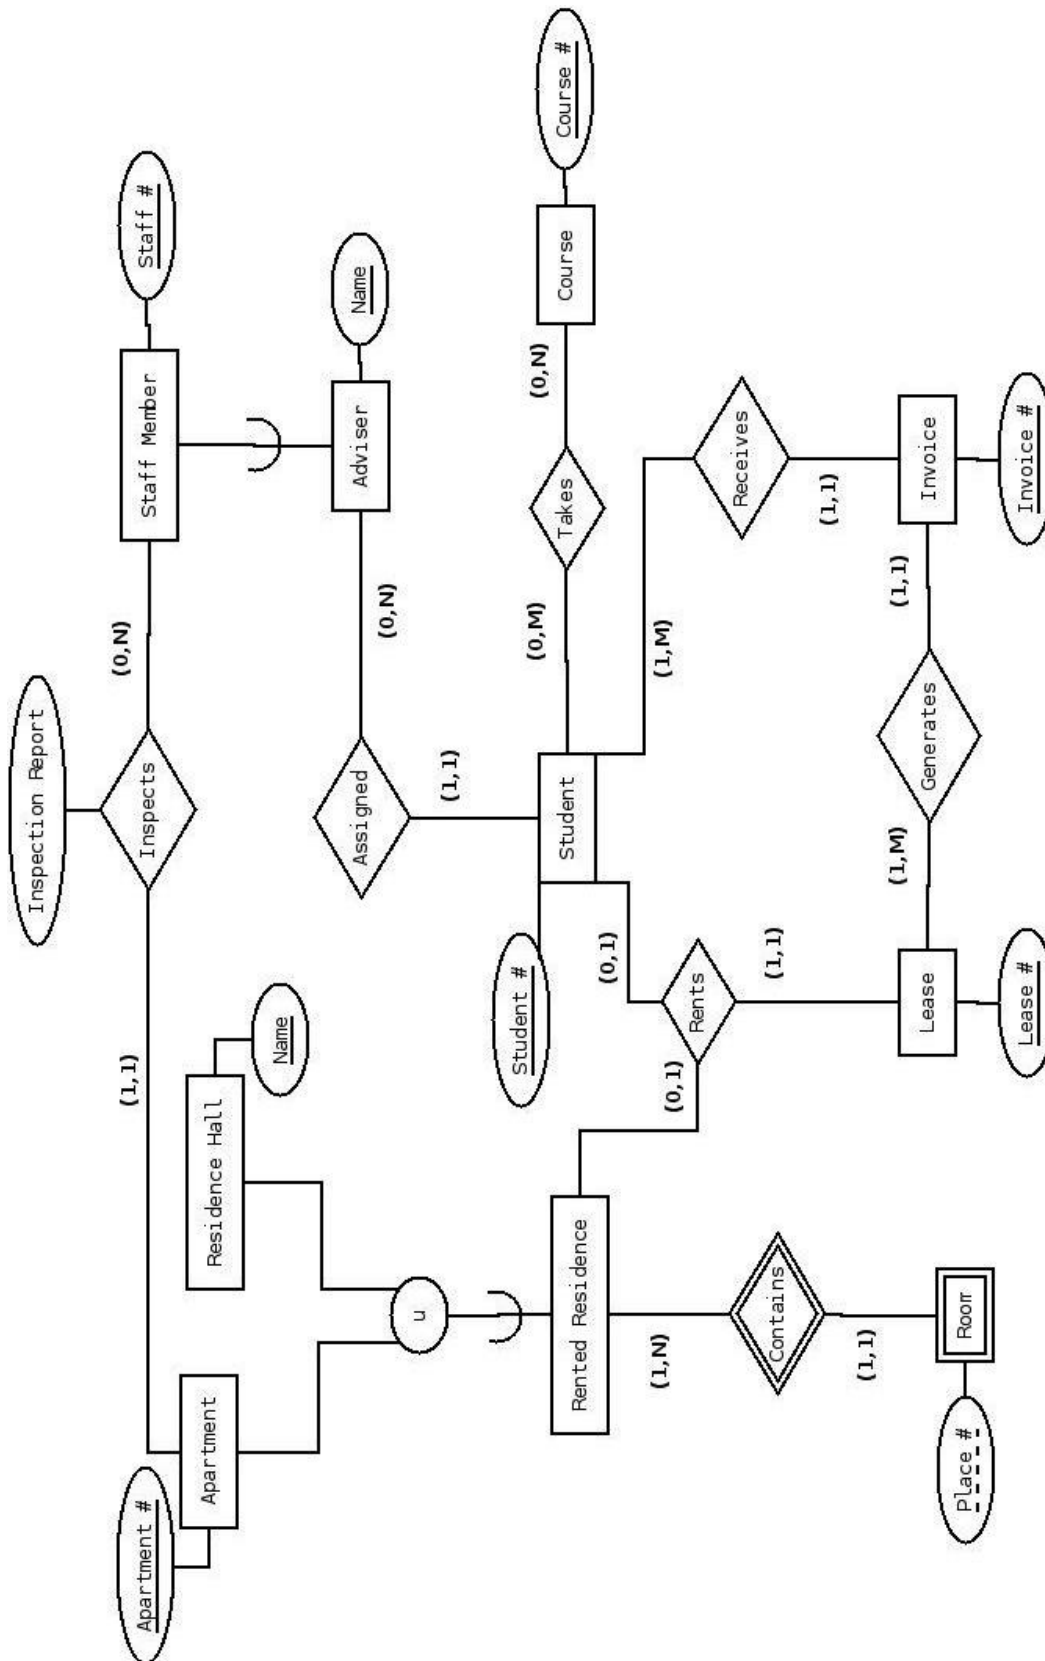 Inspection Report
(1,1)
(0,N)
Apartment #
Inspects
Staff Member
Staff #
Apartment
Residence Hall
Name
Assigned
Adviser
Name
(0,N)
u
(1,1)
Student #
(0,M)
(0,N)
Rented Residence
Student
Takes
Course
Course #
(0,1)
(1,N)
(1,M)
(0,1)
Rents
Receives
Contains
(1,1)
(1,1)
(1,1)
(1,M)
(1,1)
Lease
Generates
Invoice
Place #
Room
Lease #
Invoice #